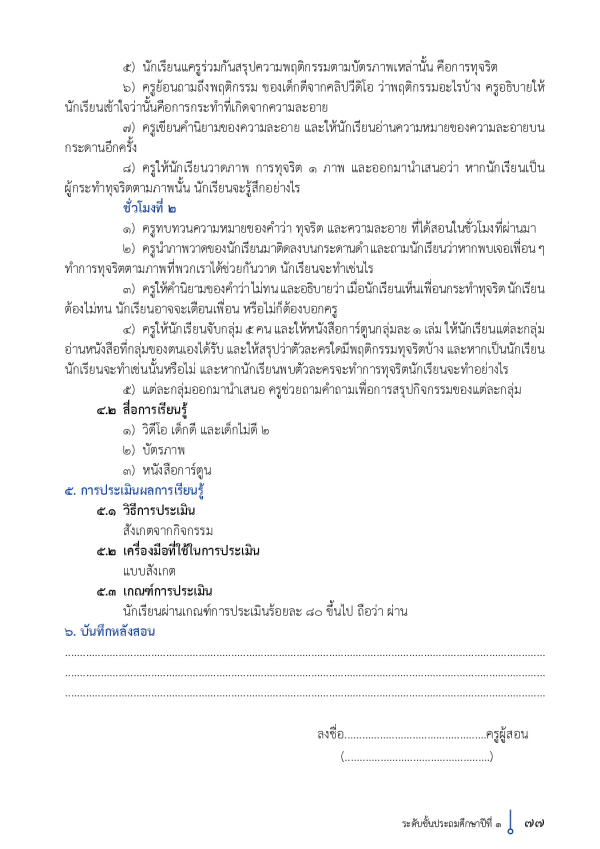 ๕) นักเรียนและครูร่วมกันสรุปความพฤติกรรมตามบัตรภาพเหล่านั้น คือการทุจริต
๖) ครูย้อนถามถึงพฤติกรรม ของเด็กดีจากคลิปวีดิโอ ว่าพฤติกรรมอะไรบ้าง ครูอธิบายให้
นักเรียนเข้าใจว่านั้นคือการกระทำที่เกิดจากความละอาย
๗) ครูเขียนคำนิยามของความละอาย และให้นักเรียนอ่านความหมายของความละอายบน
กระดานอีกครั้ง
๘) ครูให้นักเรียนวาดภาพ การทุจริต ๑ ภาพ และออกมานำเสนอว่า หากนักเรียนเป็น
ผู้กระทำทุจริตตามภาพนั้น นักเรียนจะรู้สึกอย่างไร
ชั่วโมงที่ ๒
๑) ครูทบทวนความหมายของคำว่า ทุจริต และความละอาย ที่ได้สอนในชั่วโมงที่ผ่านมา
๒) ครูนำภาพวาดของนักเรียนมาติดลงบนกระดานดำ และถามนักเรียนว่าหากพบเจอเพื่อน ๆ
ทำการทุจริตตามภาพที่พวกเราได้ช่วยกันวาด นักเรียนจะทำเช่นไร
๓) ครูให้คำนิยามของคำว่า ไม่ทน และอธิบายว่า เมื่อนักเรียนเห็นเพื่อนกระทำทุจริต นักเรียน
ต้องไม่ทน นักเรียนอาจจะเตือนเพื่อน หรือไม่ก็ต้องบอกครู
๔) ครูให้นักเรียนจับกลุ่ม ๕ คน และให้หนังสือการ์ตูนกลุ่มละ ๑ เล่ม ให้นักเรียนแต่ละกลุ่ม
อ่านหนังสือที่กลุ่มของตนเองได้รับ และให้สรุปว่าตัวละครใดมีพฤติกรรมทุจริตบ้าง และหากเป็นนักเรียน
นักเรียนจะทำเช่นนั้นหรือไม่ และหากนักเรียนพบตัวละครจะทำการทุจริตนักเรียนจะทำอย่างไร
๕) แต่ละกลุ่มออกมานำเสนอ ครูช่วยถามคำถามเพื่อการสรุปกิจกรรมของแต่ละกลุ่ม
๔.๒ สื่อการเรียนรู้
๑) วิดีโอ เด็กดี และเด็กไม่ดี ๒
๒) บัตรภาพ
๓) หนังสือการ์ตูน
๕. การประเมินผลการเรียนรู้
๕.๑ วิธีการประเมิน
สังเกตจากกิจกรรม
๕.๒ เครื่องมือที่ใช้ในการประเมิน
แบบสังเกต
๕.๓ เกณฑ์การประเมิน
นักเรียนผ่านเกณฑ์การประเมินร้อยละ ๘๐ ขึ้นไป ถือว่า ผ่าน
๖. บันทึกหลังสอน
................................................................................................................................................................
................................................................................................................................................................
................................................................................................................................................................
ลงชื่อ................................................ครูผู้สอน
(.................................................)
ระดับชั้นประถมศึกษาปีที่ ๑ ๗๗